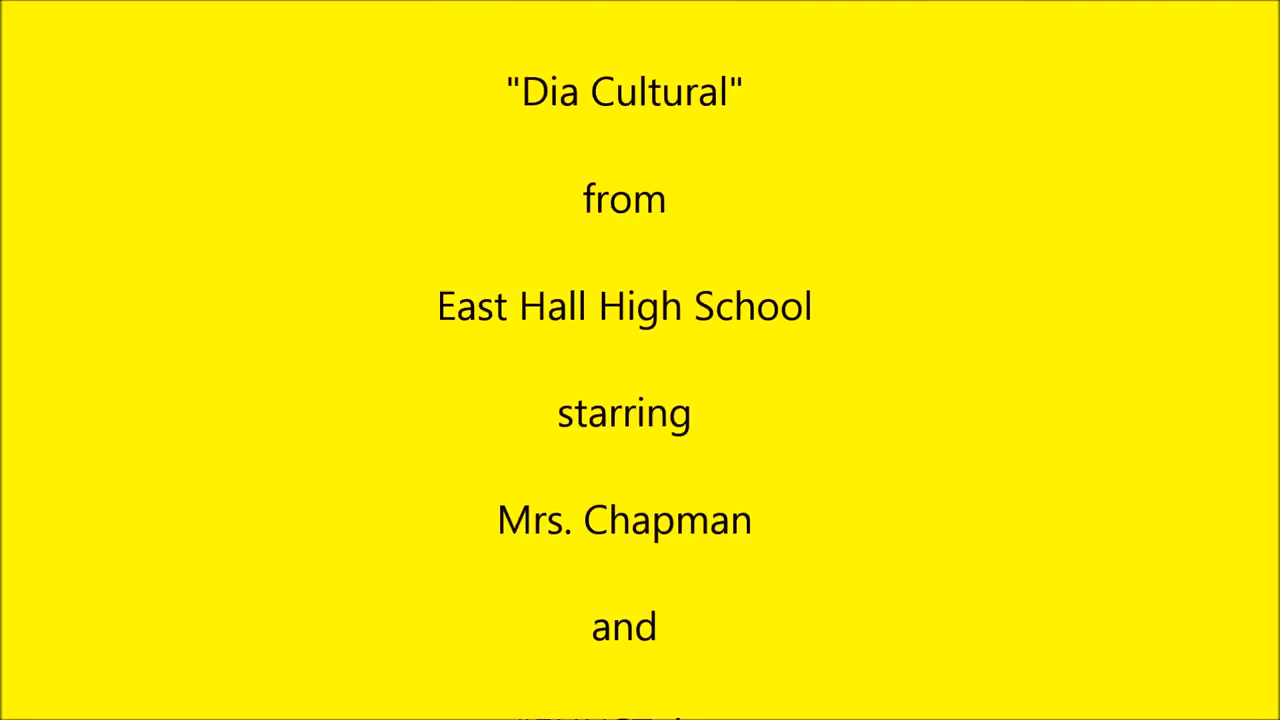 "Dia Cultural"
from
East Hall High School
starring
Mrs. Chapman
and